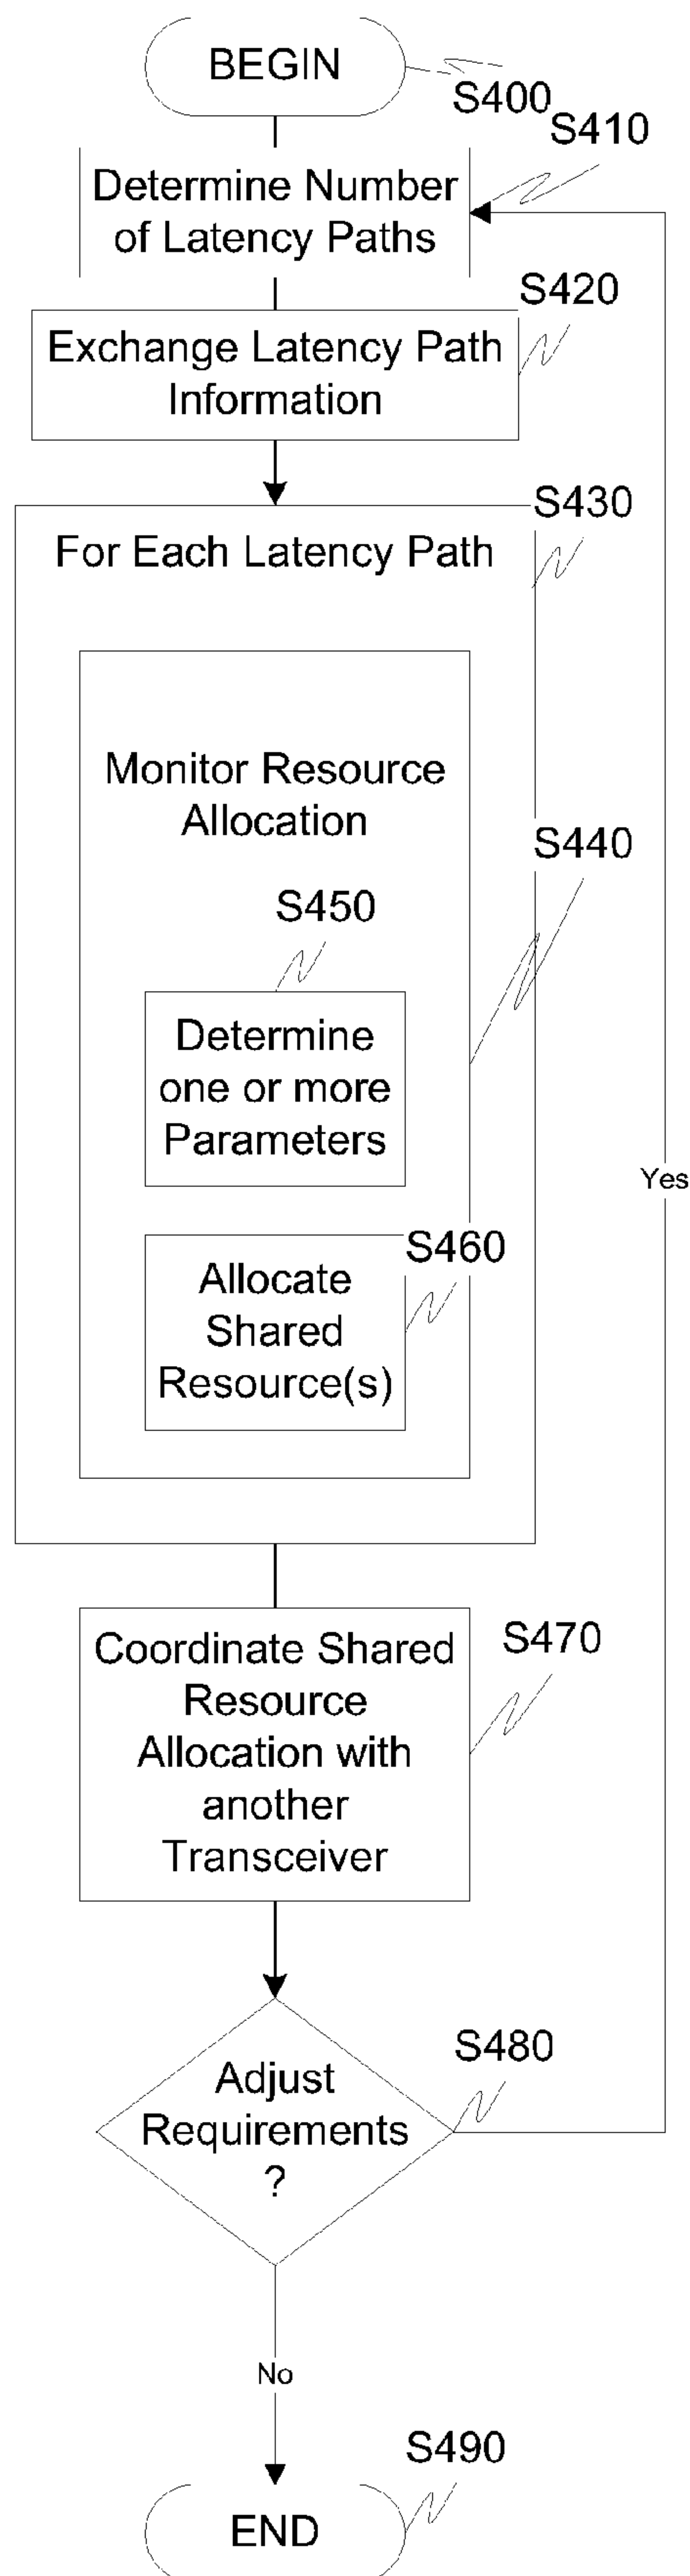 BEGIN
S400
S410
Determine Number
of Latency Paths
S420
Exchange Latency Path
Information
S430
For Each Latency Path
Monitor Resource
Allocation
S440
S450
Determine
one or more
Parameters
Yes
S460
Allocate
Shared
Resource(s)
S470
Coordinate Shared
Resource
Allocation with
another
Transceiver
S480
Adjust
Requirements
?
No
S490
END